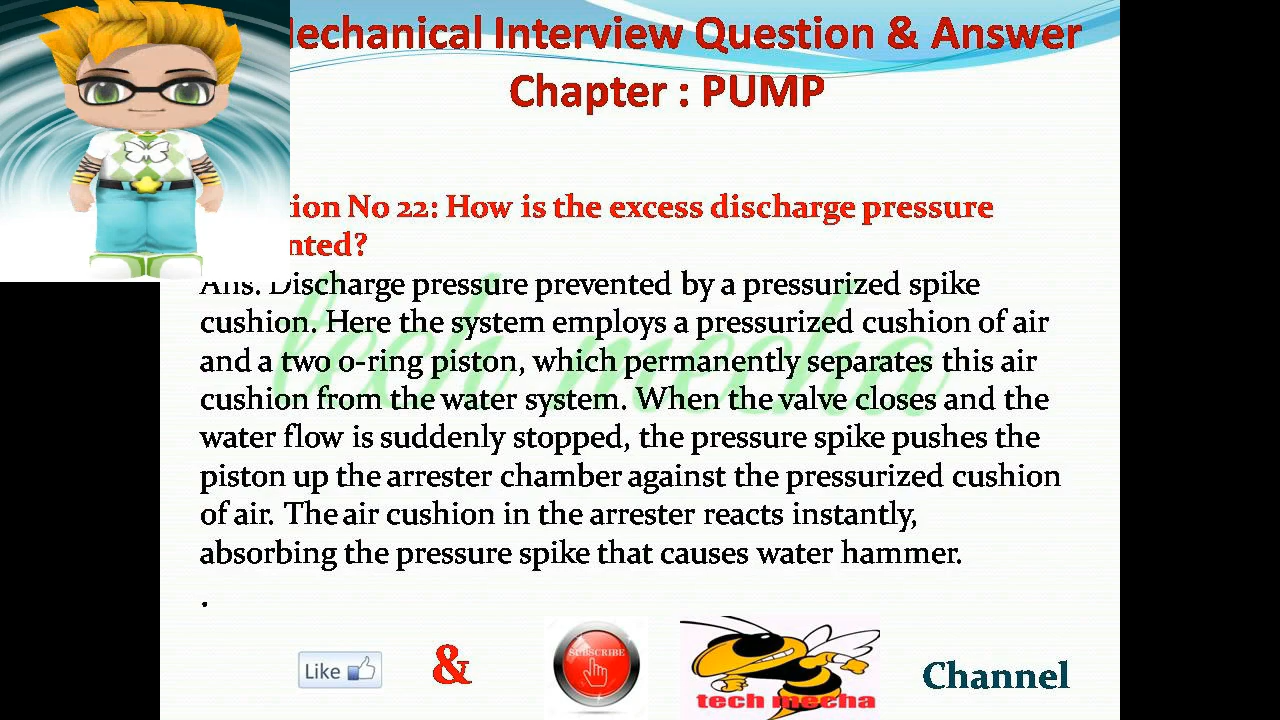 Mechanical Interview Question & Answer
Chapter : PUMP
No 22: How is the excess discharge pressure
Ans. Discharge pressure prevented by a pressurized spike
cushion. Here the system employs a pressurized cushion of air
and a two o-ring piston, which permanently separates this air
cushion from the water system. When the valve closes and the
water flow is suddenly stopped, the pressure spike pushes the
piston up the arrester chamber against the pressurized cushion
of air. The air cushion in the arrester reacts instantly,
absorbing the pressure spike that causes water hammer.
.
tech mecha
Like
&
SUBSCRIBE
tech mecha
Channel